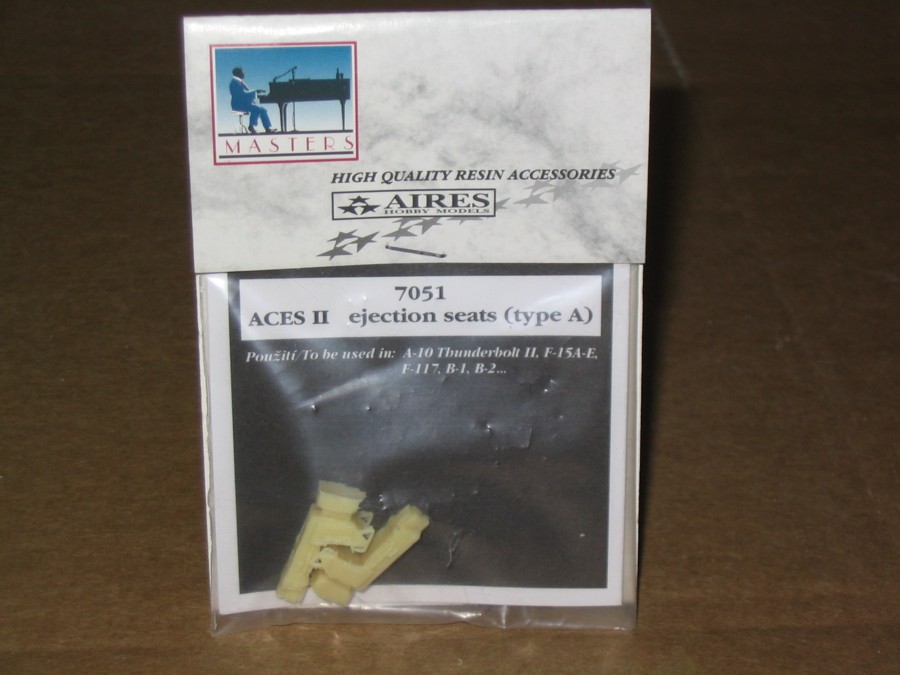 MASTERS
HIGH QUALITY RESIN ACCESSORIES
AIRES
HOBBY MODELS
7051
ACES II ejection seats (type A)
Použití/To be used in: A-10 Thunderbolt II, F-15A-E,
F-117, B-1, B-2...